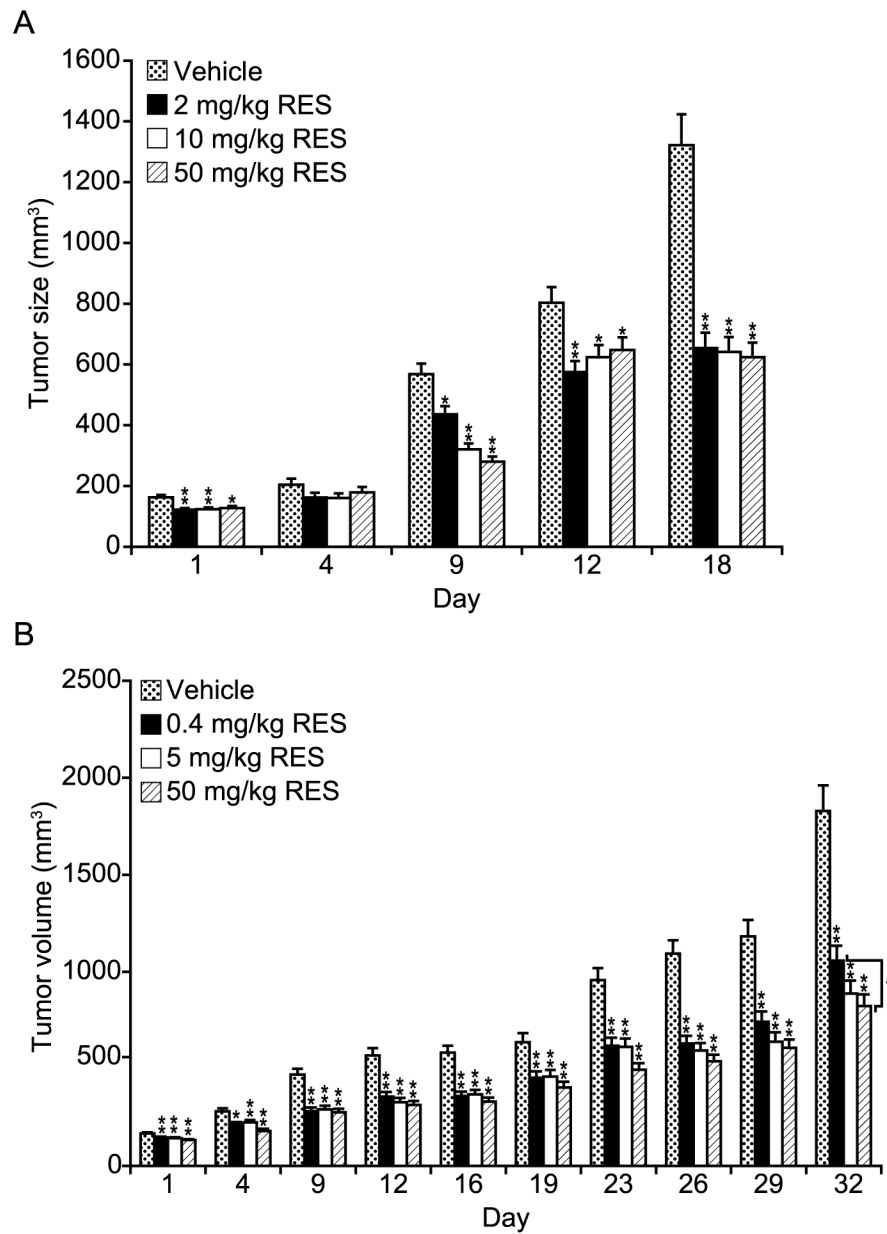 A
1600
1400
1200
1000
800
600
400
200
0
Tumor size (mm³)
Vehicle
2 mg/kg RES
10 mg/kg RES
50 mg/kg RES
** ** *
* ** **
** * *
** ** **
1 4 9 12 18
Day
B
2500
2000
1500
1000
500
0
Tumor volume (mm³)
Vehicle
0.4 mg/kg RES
5 mg/kg RES
50 mg/kg RES
** ** **
* ** **
** ** **
** ** **
** ** **
** ** **
** ** **
** ** **
** ** **
** ** **
1 4 9 12 16 19 23 26 29 32
Day